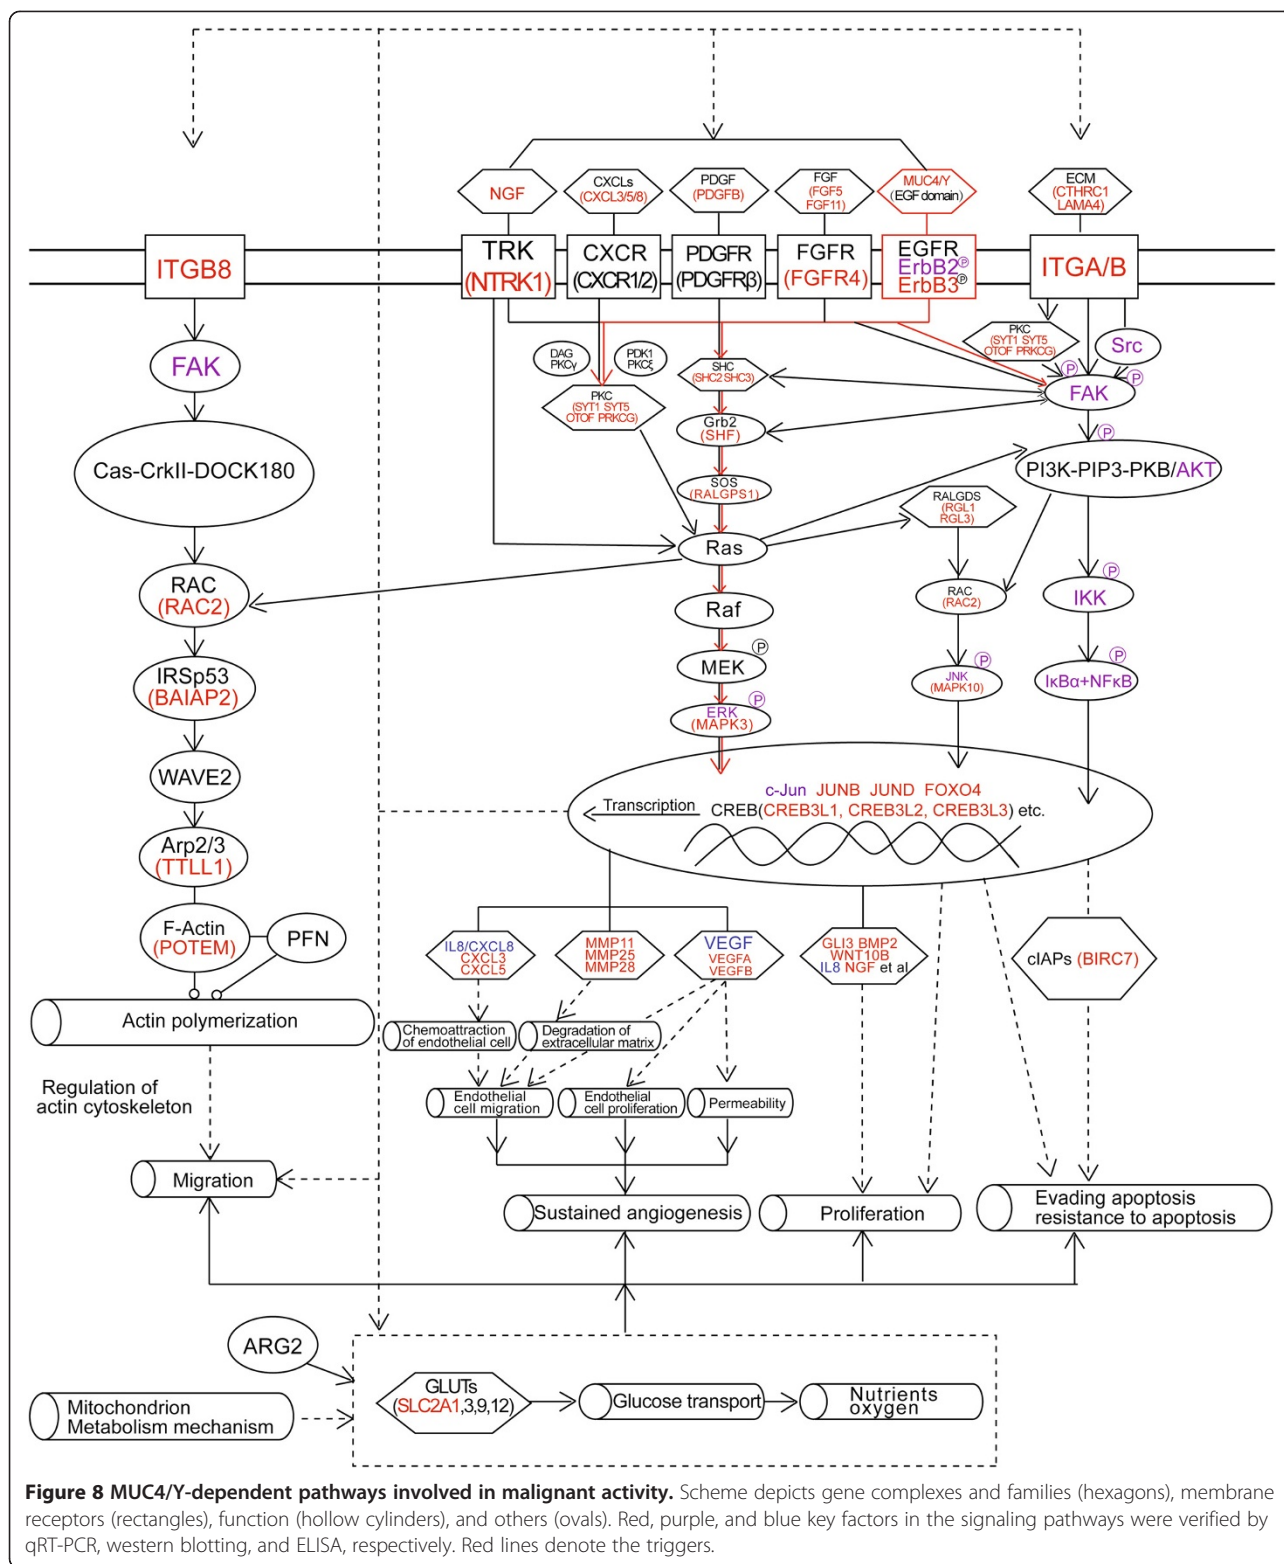 NGF
CXCLs
(CXCL3/5/8)
PDGF
(PDGFB)
FGF
(FGF5
FGF11)
MUC4/Y
(EGF domain)
ECM
(CTHRC1
LAMA4)
ITGB8
TRK
(NTRK1)
CXCR
(CXCR1/2)
PDGFR
(PDGFRβ)
FGFR
(FGFR4)
EGFR
ErbB2 P
ErbB3 P
ITGA/B
FAK
DAG
PKCγ
PDK1
PKCξ
SHC
(SHC2 SHC3)
PKC
(SYT1 SYT5
OTOF PRKCG)
Src
P
P
FAK
PKC
(SYT1 SYT5
OTOF PRKCG)
Grb2
(SHF)
P
Cas-CrkII-DOCK180
PI3K-PIP3-PKB/AKT
SOS
(RALGPS1)
RALGDS
(RGL1
RGL3)
Ras
RAC
(RAC2)
Raf
RAC
(RAC2)
P
IKK
IRSp53
(BAIAP2)
MEK
P
JNK
(MAPK10)
P
P
IκBα+NFκB
ERK
(MAPK3)
P
WAVE2
c-Jun JUNB JUND FOXO4
Transcription
CREB(CREB3L1, CREB3L2, CREB3L3) etc.
Arp2/3
(TTLL1)
F-Actin
(POTEM)
PFN
IL8/CXCL8
CXCL3
CXCL5
MMP11
MMP25
MMP28
VEGF
VEGFA
VEGFB
GLI3 BMP2
WNT10B
IL8 NGF et al
cIAPs (BIRC7)
Actin polymerization
Chemoattraction
of endothelial cell
Degradation of
extracellular matrix
Regulation of
actin cytoskeleton
Endothelial
cell migration
Endothelial
cell proliferation
Permeability
Migration
Sustained angiogenesis
Proliferation
Evading apoptosis
resistance to apoptosis
ARG2
GLUTs
(SLC2A1,3,9,12)
Glucose transport
Nutrients
oxygen
Mitochondrion
Metabolism mechanism
Figure 8 MUC4/Y-dependent pathways involved in malignant activity. Scheme depicts gene complexes and families (hexagons), membrane
receptors (rectangles), function (hollow cylinders), and others (ovals). Red, purple, and blue key factors in the signaling pathways were verified by
qRT-PCR, western blotting, and ELISA, respectively. Red lines denote the triggers.